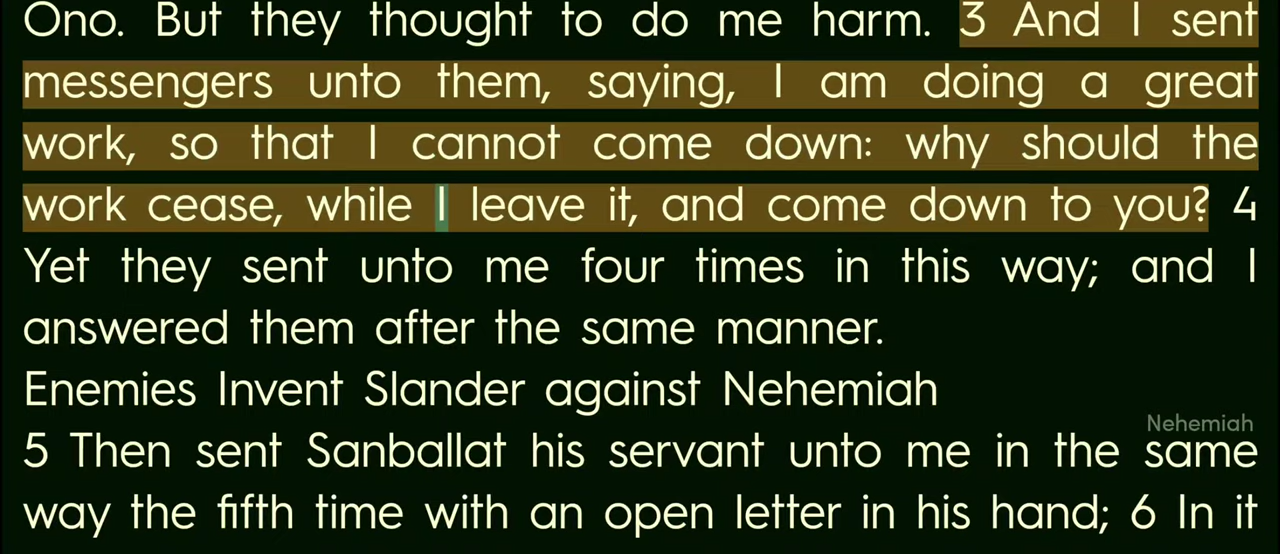 Ono. But they thought to do me harm. 3 And I sent
messengers unto them, saying, I am doing a great
work, so that I cannot come down: why should the
work cease, while I leave it, and come down to you? 4
Yet they sent unto me four times in this way; and I
answered them after the same manner.
Enemies Invent Slander against Nehemiah
Nehemiah
5 Then sent Sanballat his servant unto me in the same
way the fifth time with an open letter in his hand; 6 In it